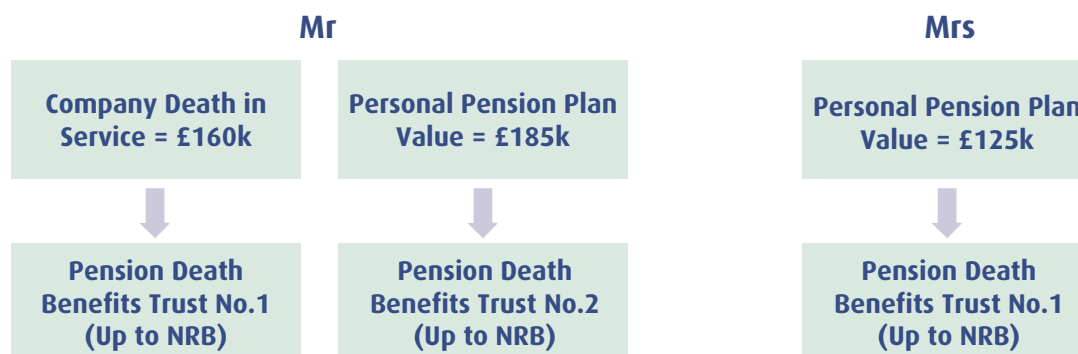 Mr
Mrs
Company Death in
Service = £160k
Personal Pension Plan
Value = £185k
Personal Pension Plan
Value = £125k
Pension Death
Benefits Trust No.1
(Up to NRB)
Pension Death
Benefits Trust No.2
(Up to NRB)
Pension Death
Benefits Trust No.1
(Up to NRB)